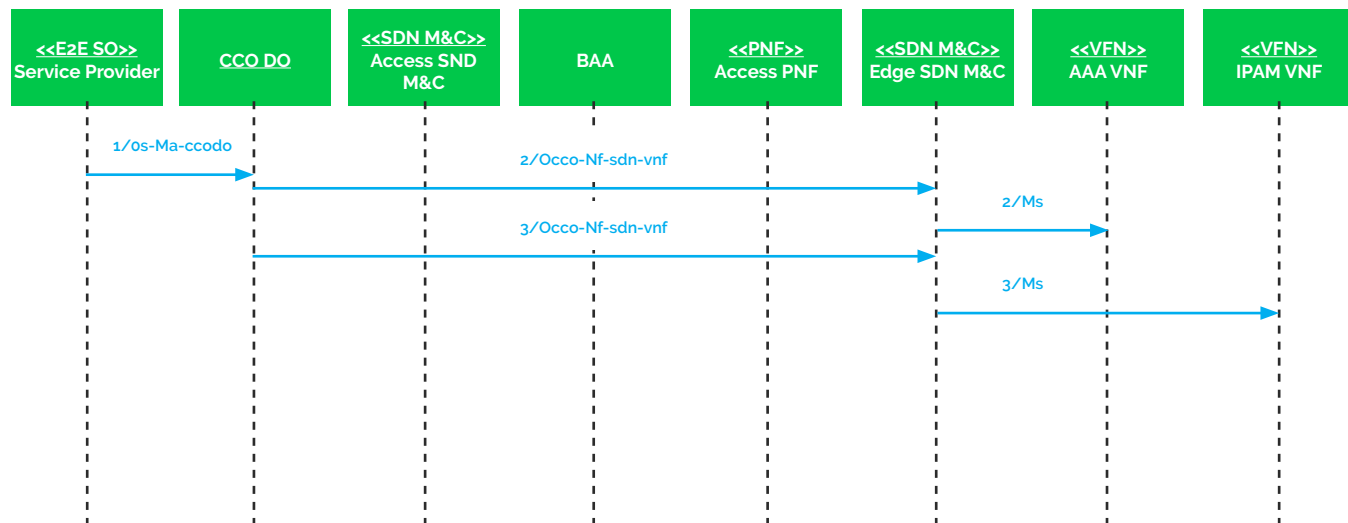 <<E2E SO>>
Service Provider
CCO DO
<<SDN M&C>>
Access SND
M&C
BAA
<<PNF>>
Access PNF
<<SDN M&C>>
Edge SDN M&C
<<VFN>>
AAA VNF
<<VFN>>
IPAM VNF
1/0s-Ma-ccodo
2/Occo-Nf-sdn-vnf
2/Ms
3/Occo-Nf-sdn-vnf
3/Ms